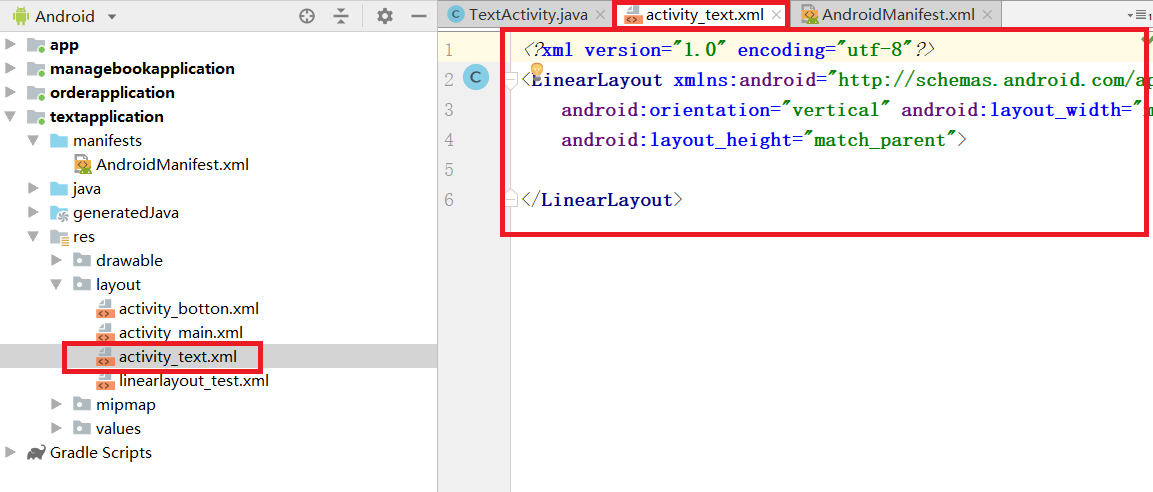 Android
TextActivity.java
activity_text.xml
AndroidManifest.xml
app
managebookapplication
orderapplication
textapplication
manifests
AndroidManifest.xml
java
generatedJava
res
drawable
layout
activity_botton.xml
activity_main.xml
activity_text.xml
linearlayout_test.xml
mipmap
values
Gradle Scripts
1 <?xml version="1.0" encoding="utf-8"?>
2 <LinearLayout xmlns:android="http://schemas.android.com/ap
3 android:orientation="vertical" android:layout_width="m
4 android:layout_height="match_parent">
5
6 </LinearLayout>